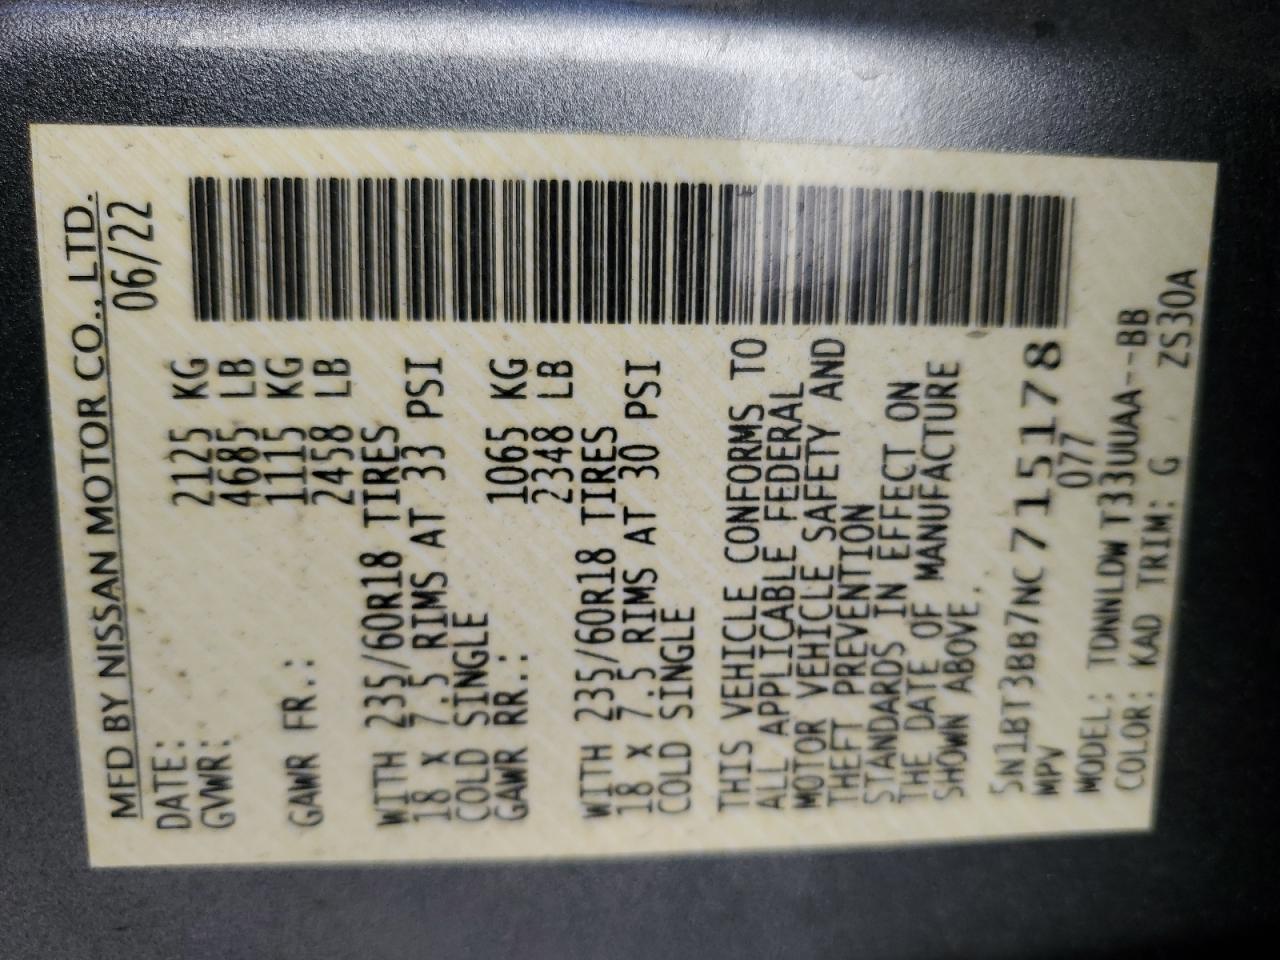 MFD BY NISSAN MOTOR CO., LTD.
DATE: 06/22
GVWR: 2125 KG
4685 LB
GAWR FR.: 1115 KG
2458 LB
WITH 235/60R18 TIRES
18 X 7.5 RIMS AT 33 PSI
COLD SINGLE
GAWR RR.: 1065 KG
2348 LB
WITH 235/60R18 TIRES
18 X 7.5 RIMS AT 30 PSI
COLD SINGLE
THIS VEHICLE CONFORMS TO
ALL APPLICABLE FEDERAL
MOTOR VEHICLE SAFETY AND
THEFT PREVENTION
STANDARDS IN EFFECT ON
THE DATE OF MANUFACTURE
SHOWN ABOVE.
5N1BT3BB7NC715178
MPV 077
MODEL: TDNNLDW T33UUAA--BB
COLOR: KAD TRIM: G ZS30A